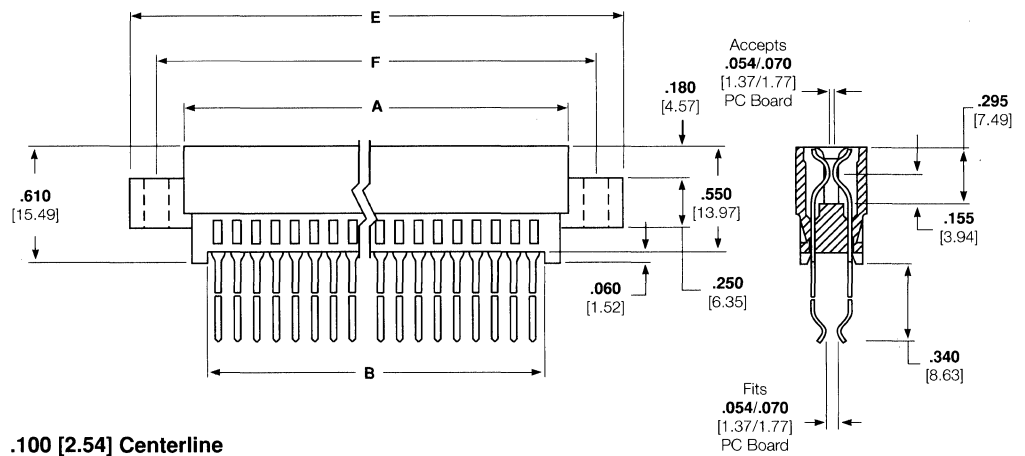 E
F
A
Accepts
.054/.070
[1.37/1.77]
PC Board
.180
[4.57]
.295
[7.49]
.610
[15.49]
.550
[13.97]
.155
[3.94]
.060
[1.52]
.250
[6.35]
.340
[8.63]
B
Fits
.054/.070
[1.37/1.77]
PC Board
.100 [2.54] Centerline